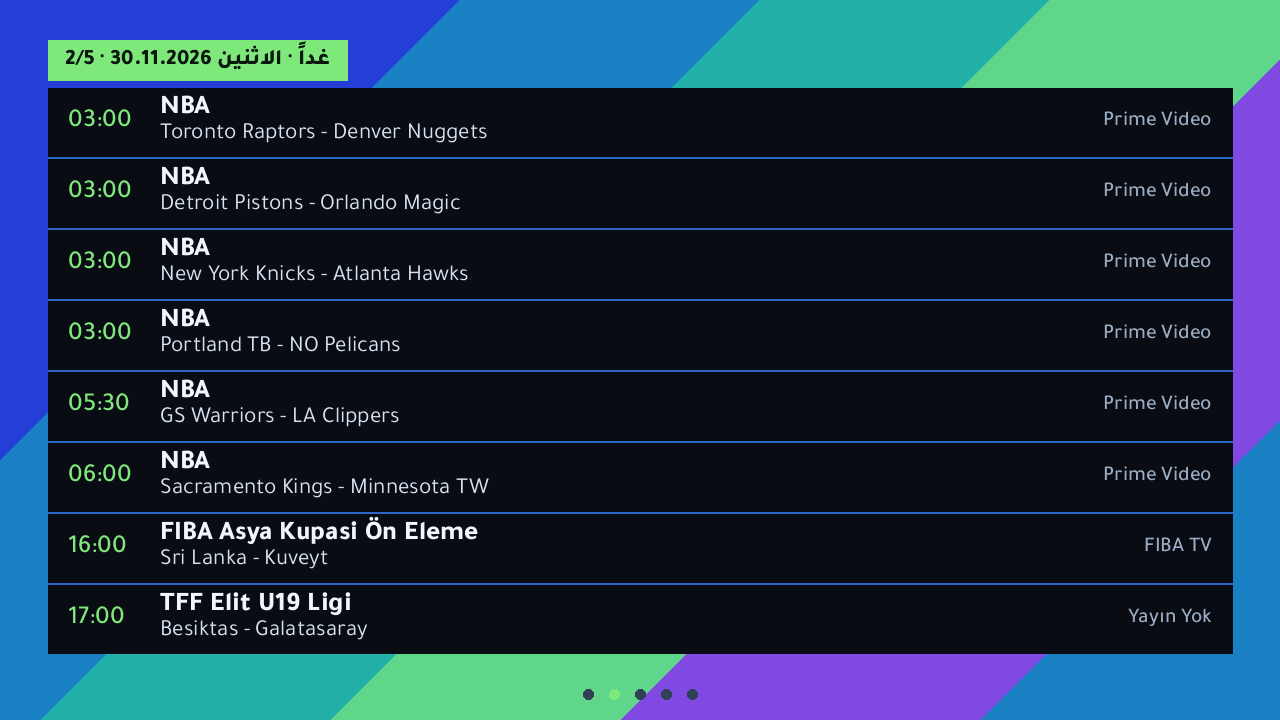 غداً · الاثنين 30.11.2026 · 2/5
03:00
NBA
Toronto Raptors - Denver Nuggets
Prime Video
03:00
NBA
Detroit Pistons - Orlando Magic
Prime Video
03:00
NBA
New York Knicks - Atlanta Hawks
Prime Video
03:00
NBA
Portland TB - NO Pelicans
Prime Video
05:30
NBA
GS Warriors - LA Clippers
Prime Video
06:00
NBA
Sacramento Kings - Minnesota TW
Prime Video
16:00
FIBA Asya Kupasi Ön Eleme
Sri Lanka - Kuveyt
FIBA TV
17:00
TFF Elit U19 Ligi
Besiktas - Galatasaray
Yayın Yok